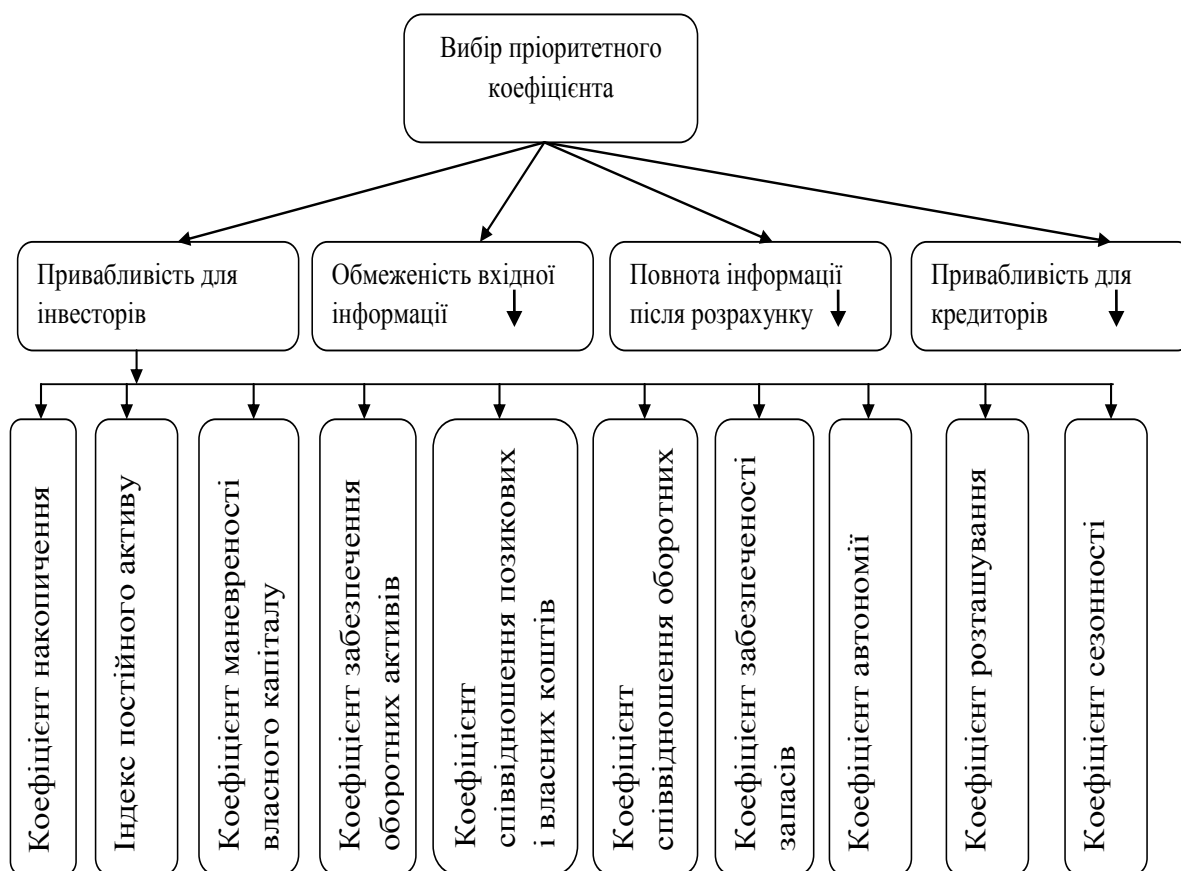 Вибір пріоритетного
коефіцієнта
Привабливість для
інвесторів
Обмеженість вхідної
інформації
Повнота інформації
після розрахунку
Привабливість для
кредиторів
Коефіцієнт накопичення
Індекс постійного активу
Коефіцієнт маневреності
власного капіталу
Коефіцієнт забезпечення
оборотних активів
Коефіцієнт
співвідношення позикових
і власних коштів
Коефіцієнт
співвідношення оборотних
Коефіцієнт забезпеченості
запасів
Коефіцієнт автономії
Коефіцієнт розташування
Коефіцієнт сезонності